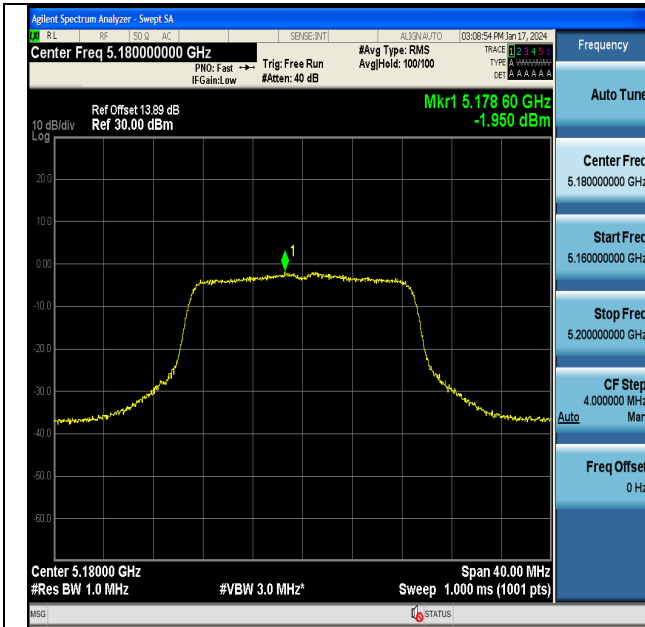 Agilent Spectrum Analyzer - Swept SA
LXI RL RF 50 Ω AC SENSE:INT ALIGN AUTO 03:08:54 PM Jan 17, 2024
Center Freq 5.180000000 GHz
PNO: Fast
IFGain:Low
Trig: Free Run
#Atten: 40 dB
#Avg Type: RMS
Avg|Hold: 100/100
TRACE 1 2 3 4 5 6
TYPE A WWWWW
DET A A A A A A
Frequency
Ref Offset 13.89 dB
10 dB/div Ref 30.00 dBm
Log
Mkr1 5.178 60 GHz
-1.950 dBm
20.0
10.0
0.00
-10.0
-20.0
-30.0
-40.0
-50.0
-60.0
1
Center 5.18000 GHz Span 40.00 MHz
#Res BW 1.0 MHz #VBW 3.0 MHz* Sweep 1.000 ms (1001 pts)
MSG STATUS
Auto Tune
Center Freq
5.180000000 GHz
Start Freq
5.160000000 GHz
Stop Freq
5.200000000 GHz
CF Step
4.000000 MHz
Auto Man
Freq Offset
0 Hz